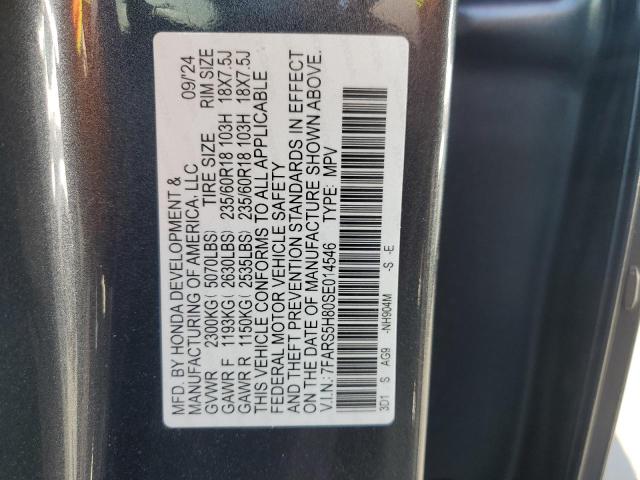 MFD. BY HONDA DEVELOPMENT & 09/'24
MANUFACTURING OF AMERICA, LLC
GVWR 2300KG( 5070LBS) TIRE SIZE RIM SIZE
GAWR F 1193KG( 2630LBS) 235/60R18 103H 18X7.5J
GAWR R 1150KG( 2535LBS) 235/60R18 103H 18X7.5J
THIS VEHICLE CONFORMS TO ALL APPLICABLE
FEDERAL MOTOR VEHICLE SAFETY
AND THEFT PREVENTION STANDARDS IN EFFECT
ON THE DATE OF MANUFACTURE SHOWN ABOVE.
V.I.N.: 7FARS5H80SE014546 TYPE: MPV
3D1 S AG9 -NH904M -S -E